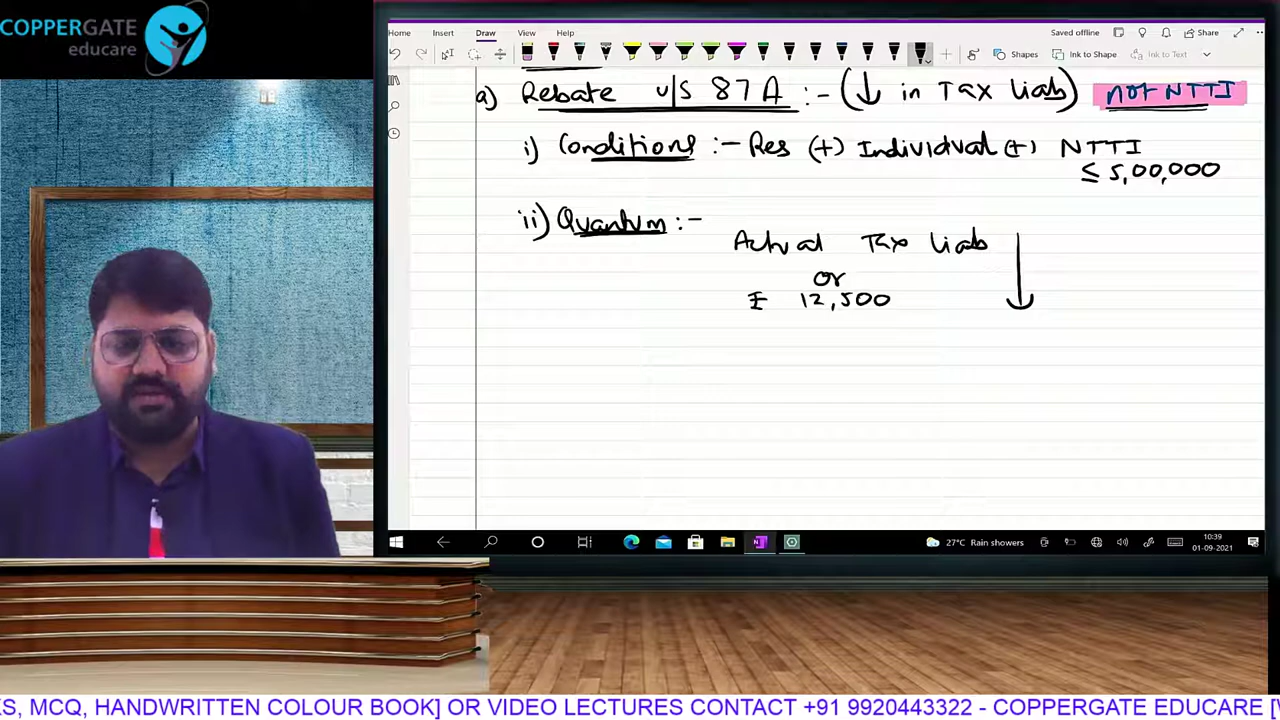 COPPERGATE
educare
Home Insert Draw View Help
Saved offline
Share
Shapes
Ink to Shape
Ink to Text
a) Rebate u/S 87A :- (↓ in Tax liab) not NTTI
i) Conditions :- Res (+) Individual (+) NTTI
≤ 5,00,000
ii) Quantum :-
Actual Tax liab
or
₹ 12,500
27°C Rain showers
10:39
01-09-2021
KS, MCQ, HANDWRITTEN COLOUR BOOK] OR VIDEO LECTURES CONTACT +91 9920443322 - COPPERGATE EDUCARE [